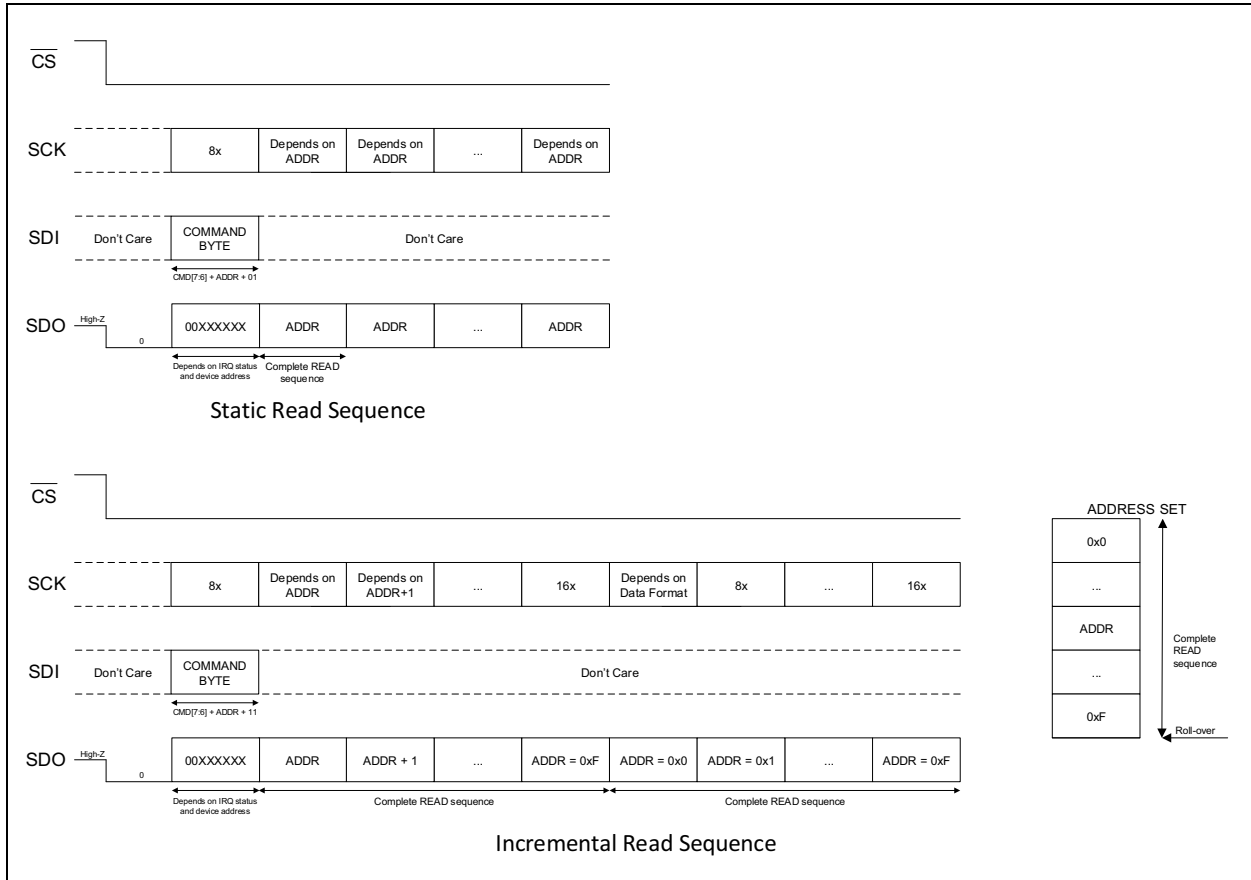 CS
SCK
8x
Depends on
ADDR
Depends on
ADDR
...
Depends on
ADDR
SDI
Don't Care
COMMAND
BYTE
Don't Care
CMD[7:6] + ADDR + 01
SDO
High-Z
0
00XXXXXX
ADDR
ADDR
...
ADDR
Depends on IRQ status
and device address
Complete READ
sequence
Static Read Sequence
CS
SCK
8x
Depends on
ADDR
Depends on
ADDR+1
...
16x
Depends on
Data Format
8x
...
16x
SDI
Don't Care
COMMAND
BYTE
Don't Care
CMD[7:6] + ADDR + 11
SDO
High-Z
0
00XXXXXX
ADDR
ADDR + 1
...
ADDR = 0xF
ADDR = 0x0
ADDR = 0x1
...
ADDR = 0xF
Depends on IRQ status
and device address
Complete READ sequence
Complete READ sequence
Incremental Read Sequence
ADDRESS SET
0x0
...
ADDR
...
0xF
Complete
READ
sequence
Roll-over